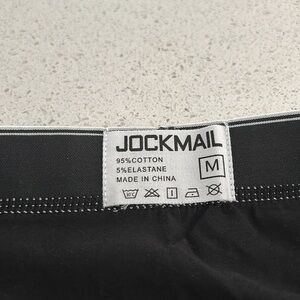 JOCKMAIL
95%COTTON
5%ELASTANE
MADE IN CHINA
M